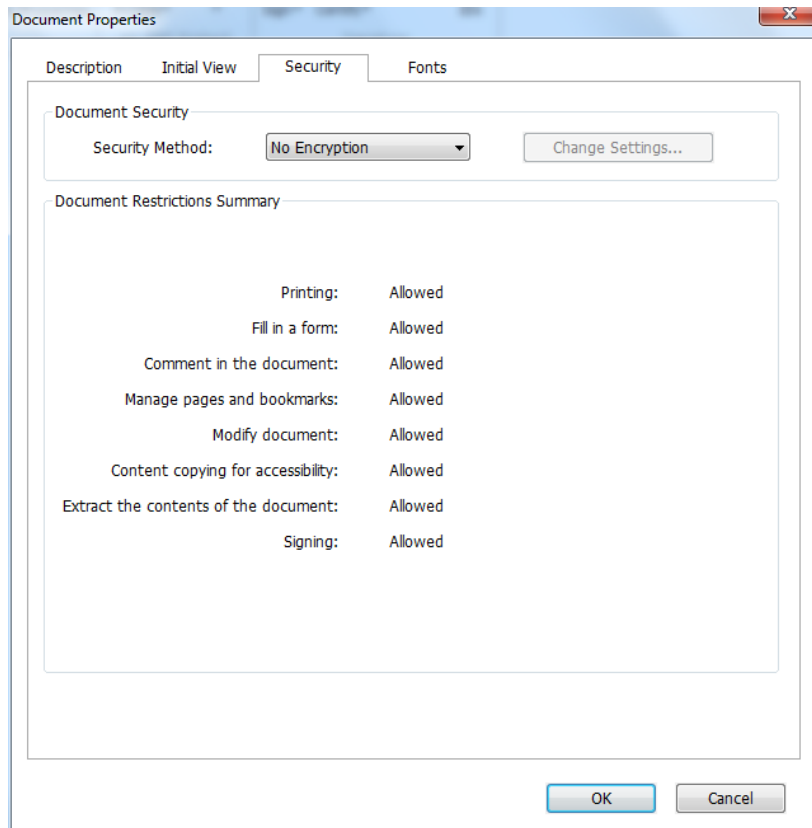 Document Properties
Description Initial View Security Fonts
Document Security
Security Method: No Encryption Change Settings...
Document Restrictions Summary
Printing: Allowed
Fill in a form: Allowed
Comment in the document: Allowed
Manage pages and bookmarks: Allowed
Modify document: Allowed
Content copying for accessibility: Allowed
Extract the contents of the document: Allowed
Signing: Allowed
OK Cancel